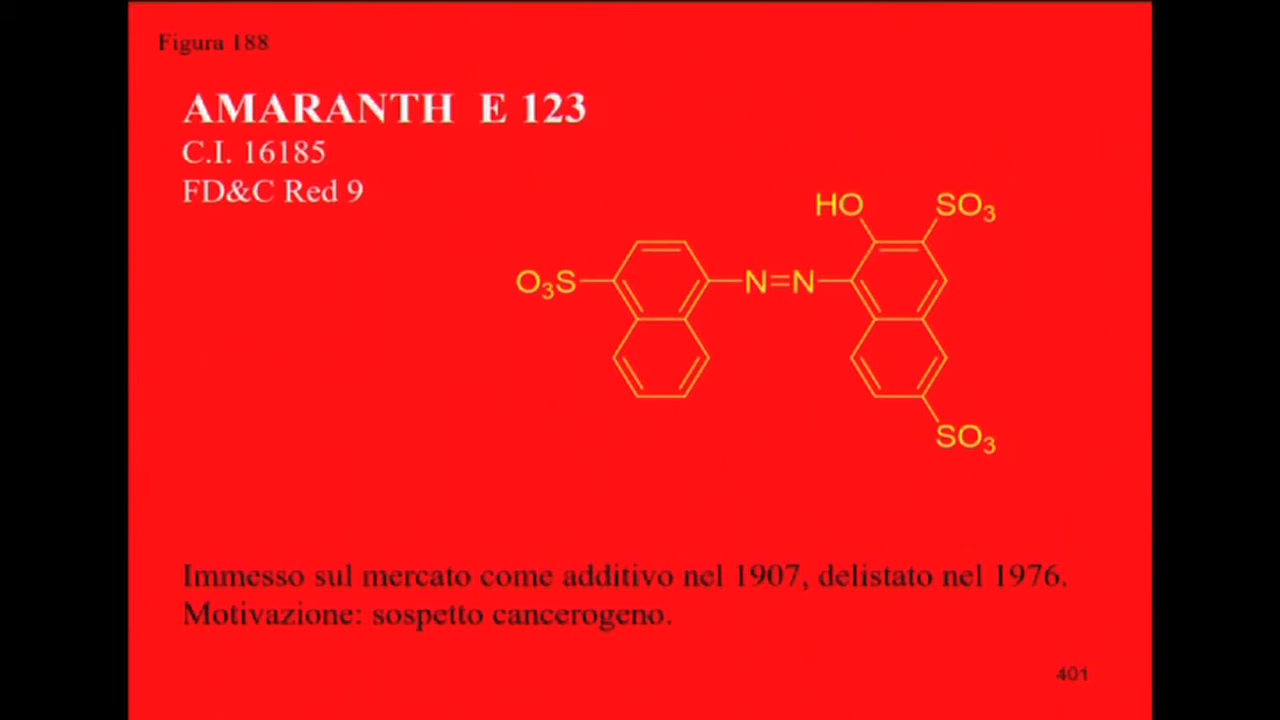 Figura 188
AMARANTH E 123
C.I. 16185
FD&C Red 9
HO
SO3
O3S
N=N
SO3
Immesso sul mercato come additivo nel 1907, delistato nel 1976.
Motivazione: sospetto cancerogeno.
401